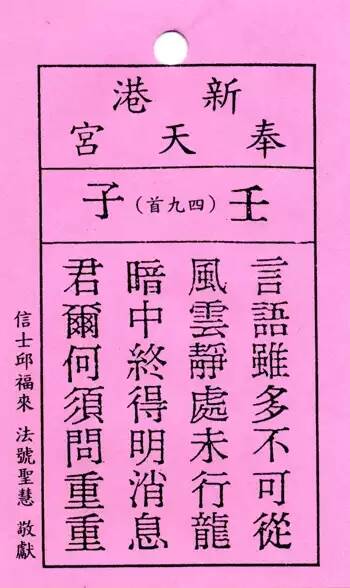 新港
奉天宮
壬(四九首)子
言語雖多不可從
風雲靜處未行龍
暗中終得明消息
君爾何須問重重
信士邱福來 法號聖慧 敬獻